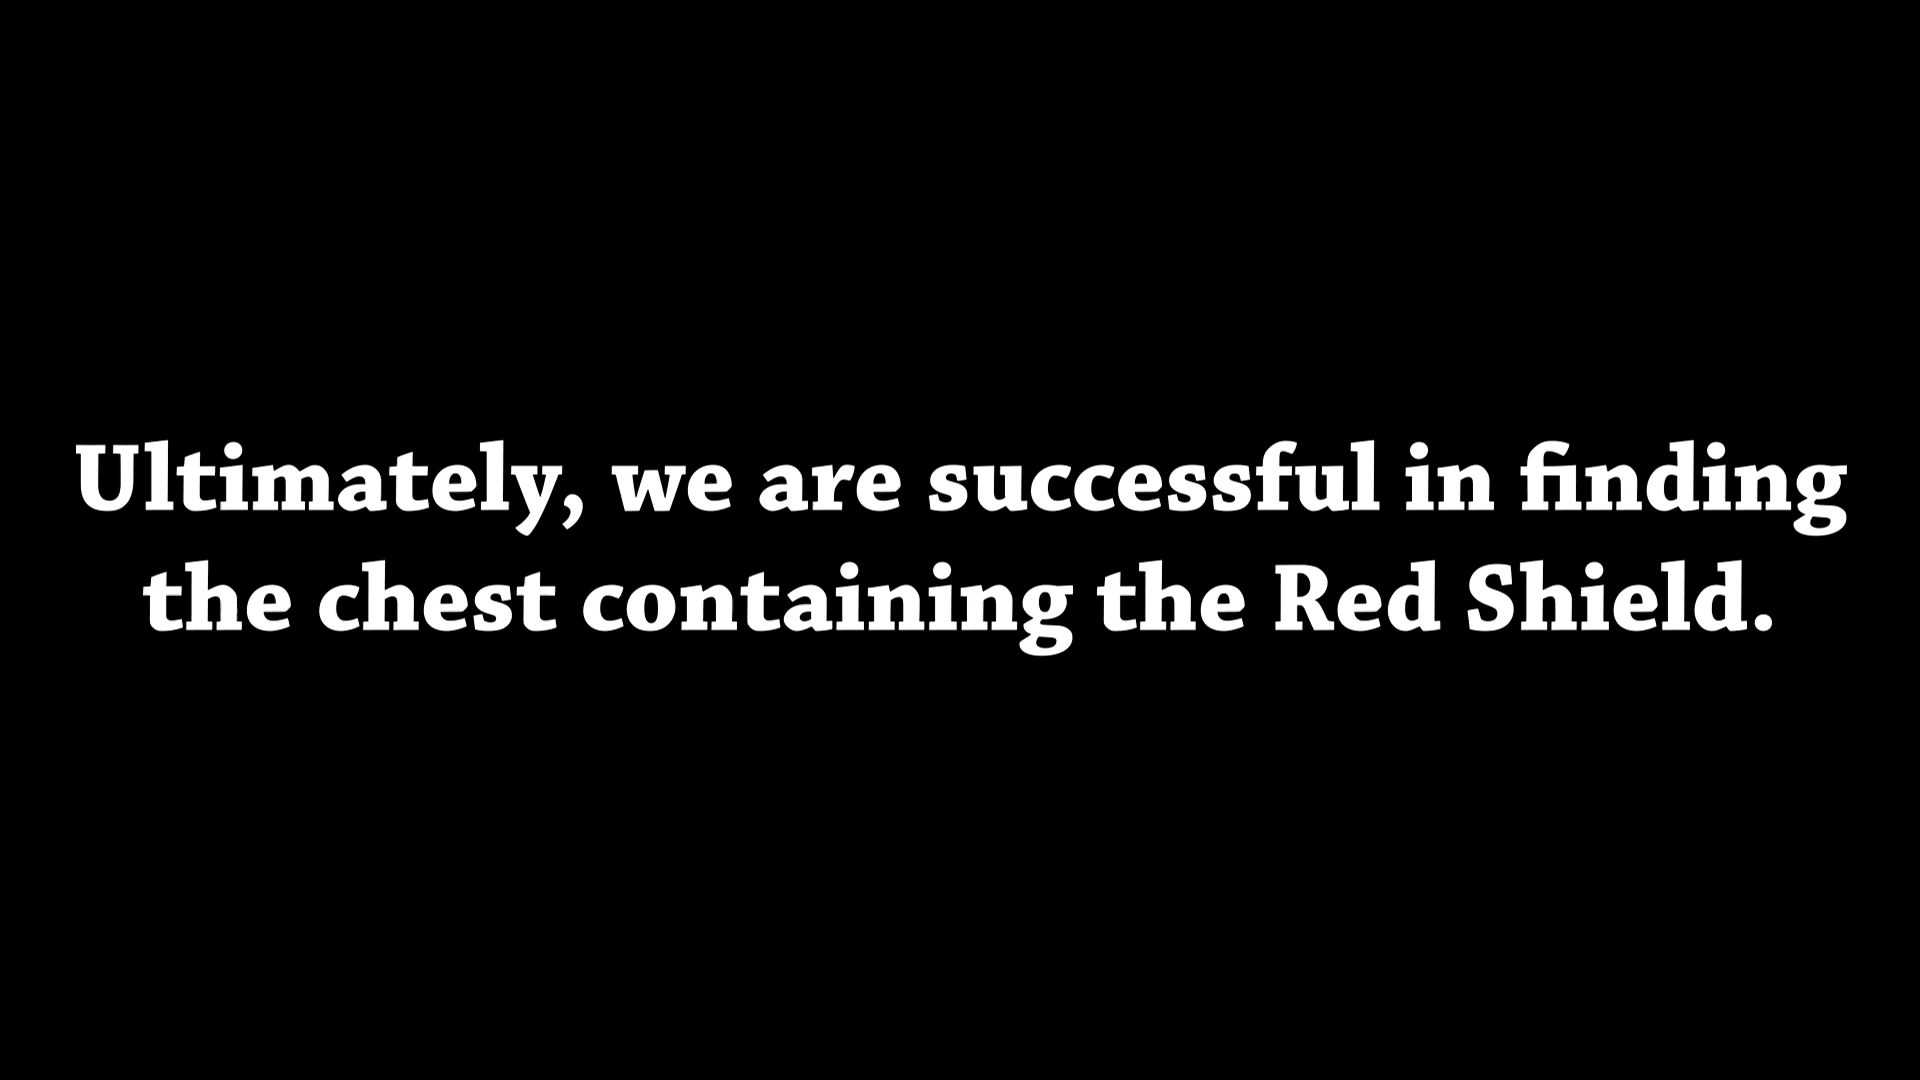 Ultimately, we are successful in finding
the chest containing the Red Shield.